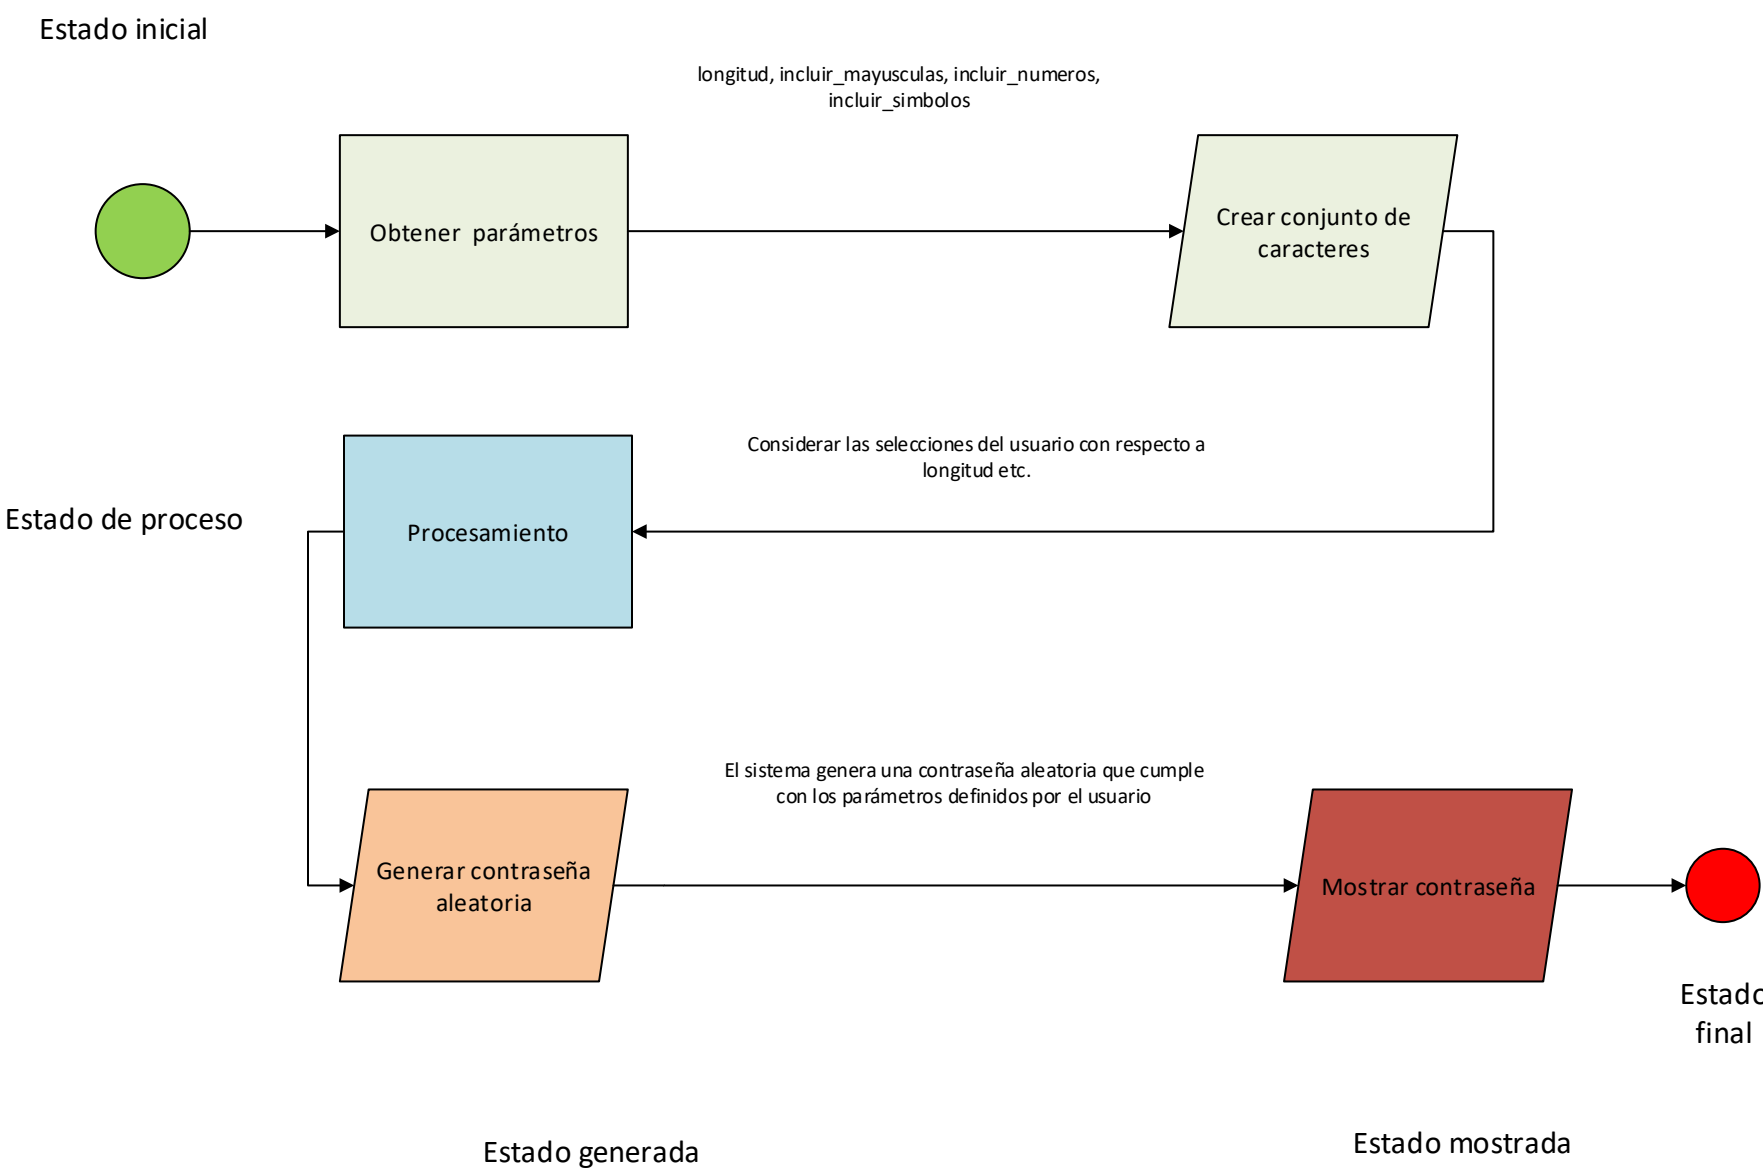 Estado inicial
longitud, incluir_mayusculas, incluir_numeros,
incluir_simbolos
Obtener parámetros
Crear conjunto de
caracteres
Considerar las selecciones del usuario con respecto a
longitud etc.
Estado de proceso
Procesamiento
El sistema genera una contraseña aleatoria que cumple
con los parámetros definidos por el usuario
Generar contraseña
aleatoria
Mostrar contraseña
Estado
final
Estado generada
Estado mostrada